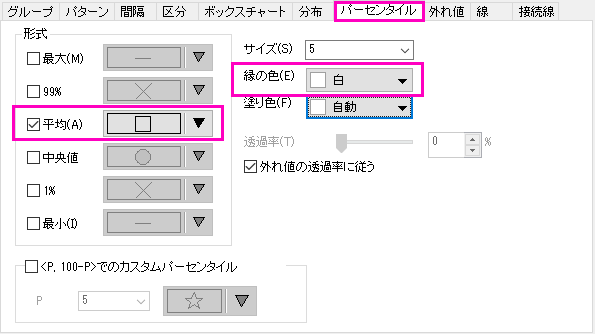 グループ パターン 間隔 区分 ボックスチャート 分布 パーセンタイル 外れ値 線 接続線
形式
最大(M)
99%
平均(A)
中央値
1%
最小(I)
サイズ(S) 5
縁の色(E) 白
塗り色(F) 自動
透過率(T) 0 %
外れ値の透過率に従う
<P, 100-P>でのカスタムパーセンタイル
P 5